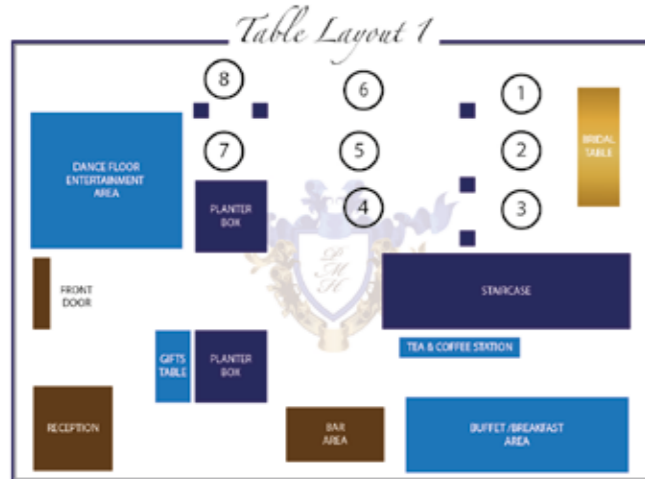 Table Layout 1
8
6
1
DANCE FLOOR
ENTERTAINMENT
AREA
7
5
2
BRIDAL
TABLE
PLANTER
BOX
4
3
FRONT
DOOR
P
M
H
STAIRCASE
GIFTS
TABLE
PLANTER
BOX
TEA & COFFEE STATION
RECEPTION
BAR
AREA
BUFFET/BREAKFAST
AREA